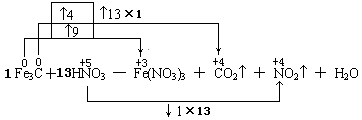 ↑4 ↑13×1
↑9
0 0 +5 +3 +4 +4
1 Fe₃C+13HNO₃ — Fe(NO₃)₃ + CO₂↑ + NO₂↑ + H₂O
↓1×13